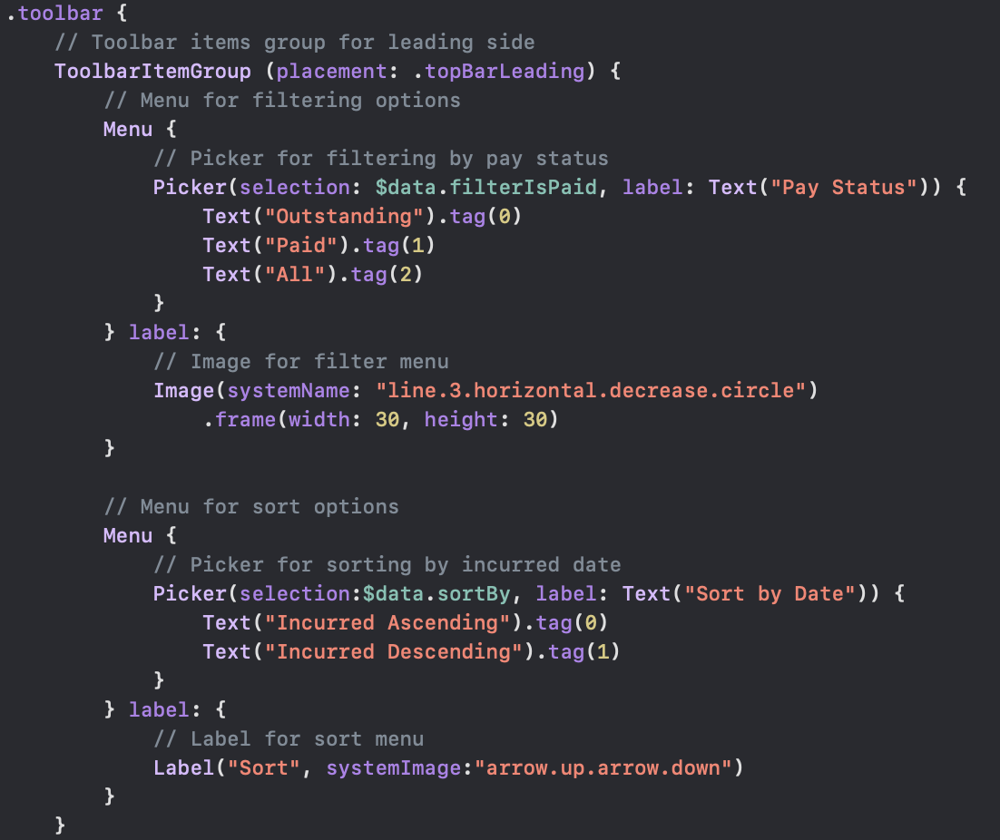 .toolbar {
    // Toolbar items group for leading side
    ToolbarItemGroup (placement: .topBarLeading) {
        // Menu for filtering options
        Menu {
            // Picker for filtering by pay status
            Picker(selection: $data.filterIsPaid, label: Text("Pay Status")) {
                Text("Outstanding").tag(0)
                Text("Paid").tag(1)
                Text("All").tag(2)
            }
        } label: {
            // Image for filter menu
            Image(systemName: "line.3.horizontal.decrease.circle")
                .frame(width: 30, height: 30)
        }

        // Menu for sort options
        Menu {
            // Picker for sorting by incurred date
            Picker(selection:$data.sortBy, label: Text("Sort by Date")) {
                Text("Incurred Ascending").tag(0)
                Text("Incurred Descending").tag(1)
            }
        } label: {
            // Label for sort menu
            Label("Sort", systemImage:"arrow.up.arrow.down")
        }
    }